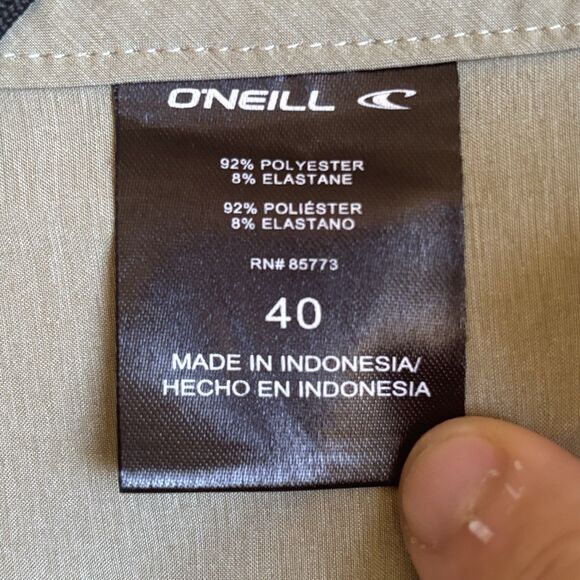 O'NEILL
92% POLYESTER
8% ELASTANE
92% POLIÉSTER
8% ELASTANO
RN# 85773
40
MADE IN INDONESIA/
HECHO EN INDONESIA